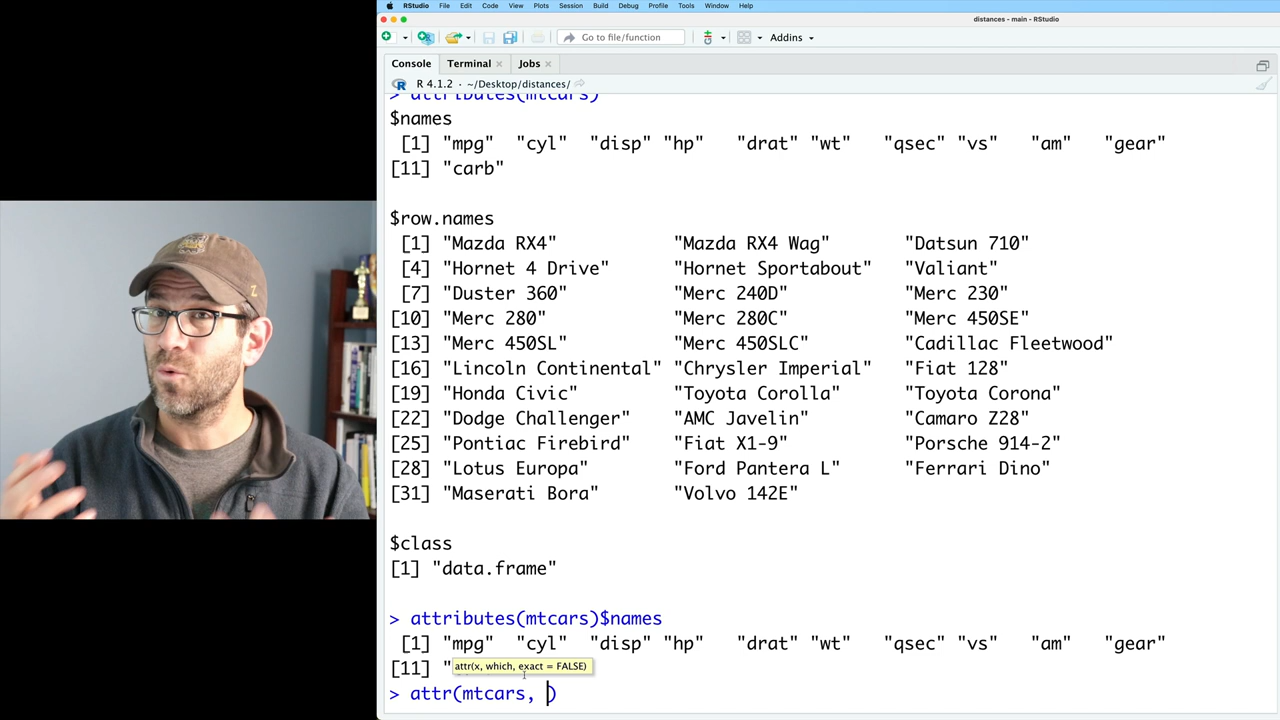 RStudio File Edit Code View Plots Session Build Debug Profile Tools Window Help
distances - main - RStudio
Go to file/function Addins
Console Terminal Jobs
R 4.1.2 · ~/Desktop/distances/
> attributes(mtcars)
$names
[1] "mpg" "cyl" "disp" "hp" "drat" "wt" "qsec" "vs" "am" "gear"
[11] "carb"
$row.names
[1] "Mazda RX4" "Mazda RX4 Wag" "Datsun 710"
[4] "Hornet 4 Drive" "Hornet Sportabout" "Valiant"
[7] "Duster 360" "Merc 240D" "Merc 230"
[10] "Merc 280" "Merc 280C" "Merc 450SE"
[13] "Merc 450SL" "Merc 450SLC" "Cadillac Fleetwood"
[16] "Lincoln Continental" "Chrysler Imperial" "Fiat 128"
[19] "Honda Civic" "Toyota Corolla" "Toyota Corona"
[22] "Dodge Challenger" "AMC Javelin" "Camaro Z28"
[25] "Pontiac Firebird" "Fiat X1-9" "Porsche 914-2"
[28] "Lotus Europa" "Ford Pantera L" "Ferrari Dino"
[31] "Maserati Bora" "Volvo 142E"
$class
[1] "data.frame"
> attributes(mtcars)$names
[1] "mpg" "cyl" "disp" "hp" "drat" "wt" "qsec" "vs" "am" "gear"
[11] "
attr(x, which, exact = FALSE)
> attr(mtcars, )